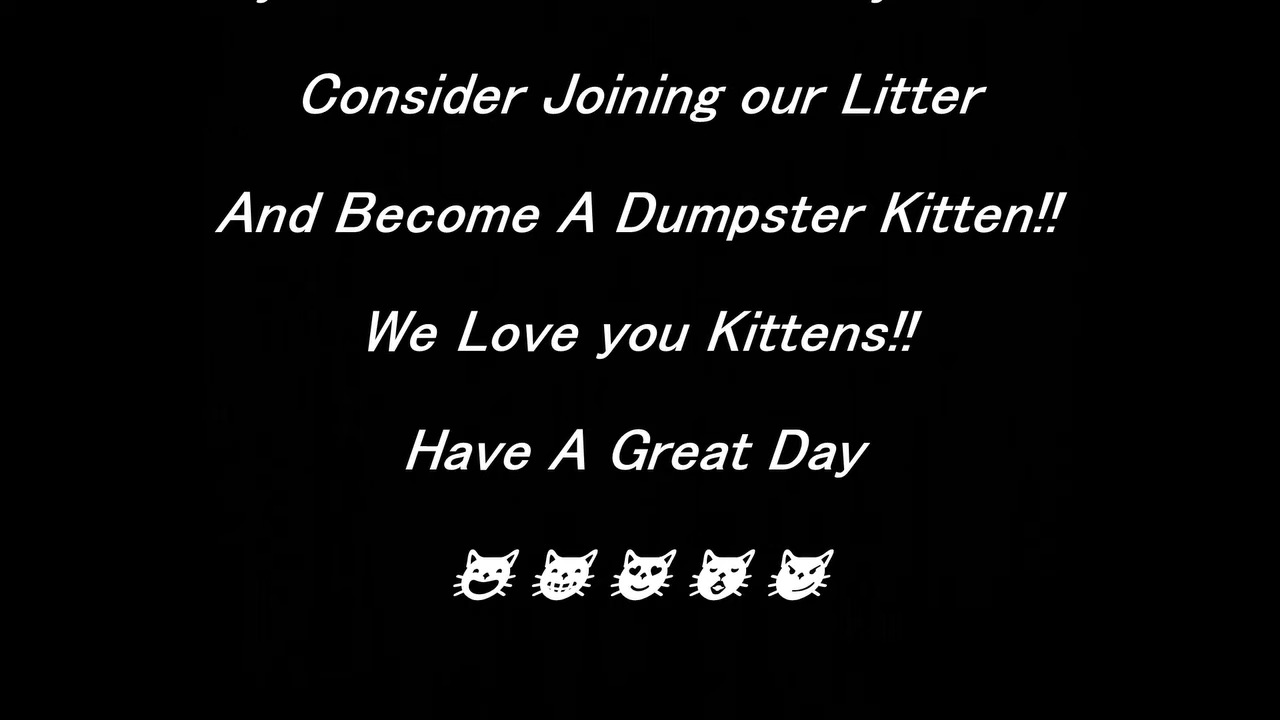 Consider Joining our Litter
And Become A Dumpster Kitten!!
We Love you Kittens!!
Have A Great Day
😺😸😻😽😼